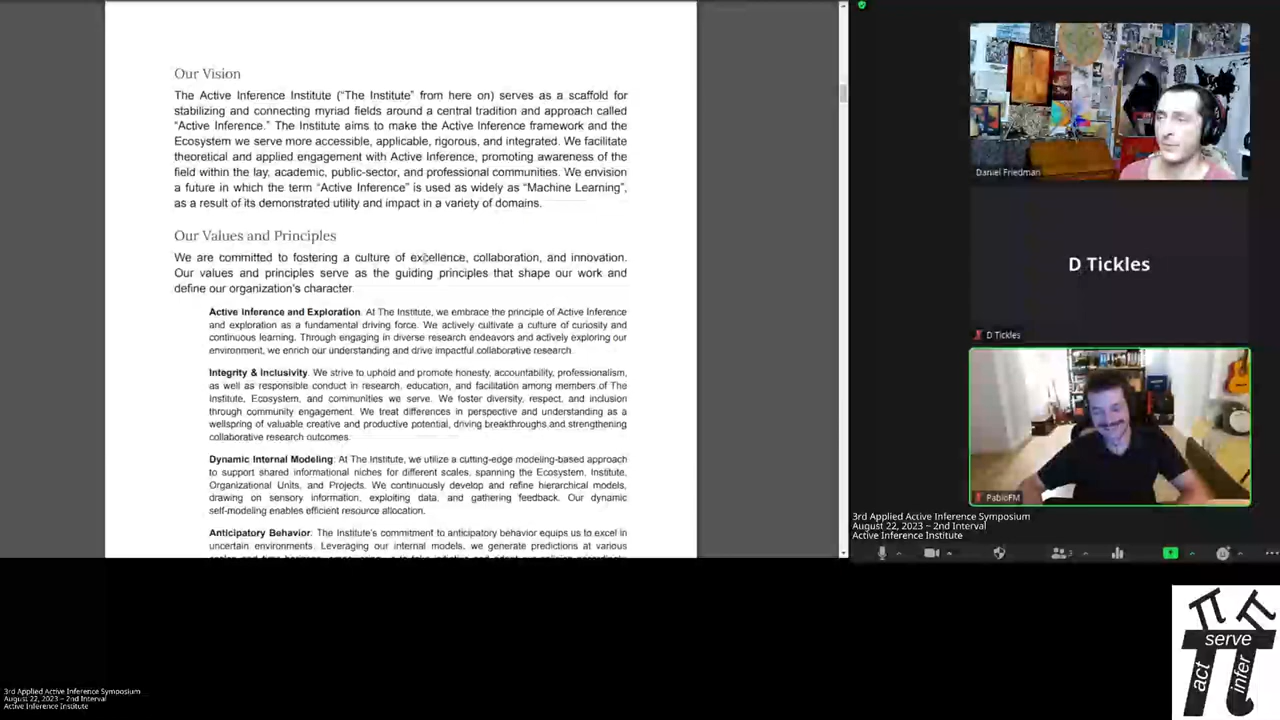 Our Vision
The Active Inference Institute (“The Institute” from here on) serves as a scaffold for
stabilizing and connecting myriad fields around a central tradition and approach called
“Active Inference.” The Institute aims to make the Active Inference framework and the
Ecosystem we serve more accessible, applicable, rigorous, and integrated. We facilitate
theoretical and applied engagement with Active Inference, promoting awareness of the
field within the lay, academic, public-sector, and professional communities. We envision
a future in which the term “Active Inference” is used as widely as “Machine Learning”,
as a result of its demonstrated utility and impact in a variety of domains.
Our Values and Principles
We are committed to fostering a culture of excellence, collaboration, and innovation.
Our values and principles serve as the guiding principles that shape our work and
define our organization’s character.
Active Inference and Exploration. At The Institute, we embrace the principle of Active Inference
and exploration as a fundamental driving force. We actively cultivate a culture of curiosity and
continuous learning. Through engaging in diverse research endeavors and actively exploring our
environment, we enrich our understanding and drive impactful collaborative research.
Integrity & Inclusivity. We strive to uphold and promote honesty, accountability, professionalism,
as well as responsible conduct in research, education, and facilitation among members of The
Institute, Ecosystem, and communities we serve. We foster diversity, respect, and inclusion
through community engagement. We treat differences in perspective and understanding as a
wellspring of valuable creative and productive potential, driving breakthroughs and strengthening
collaborative research outcomes.
Dynamic Internal Modeling: At The Institute, we utilize a cutting-edge modeling-based approach
to support shared informational niches for different scales, spanning the Ecosystem, Institute,
Organizational Units, and Projects. We continuously develop and refine hierarchical models,
drawing on sensory information, exploiting data, and gathering feedback. Our dynamic
self-modeling enables efficient resource allocation.
Anticipatory Behavior: The Institute’s commitment to anticipatory behavior equips us to excel in
uncertain environments. Leveraging our internal models, we generate predictions at various
Daniel Friedman
D Tickles
D Tickles
PabloFM
3rd Applied Active Inference Symposium
August 22, 2023 ~ 2nd Interval
Active Inference Institute
3
3rd Applied Active Inference Symposium
August 22, 2023 ~ 2nd Interval
Active Inference Institute
serve
act
infer